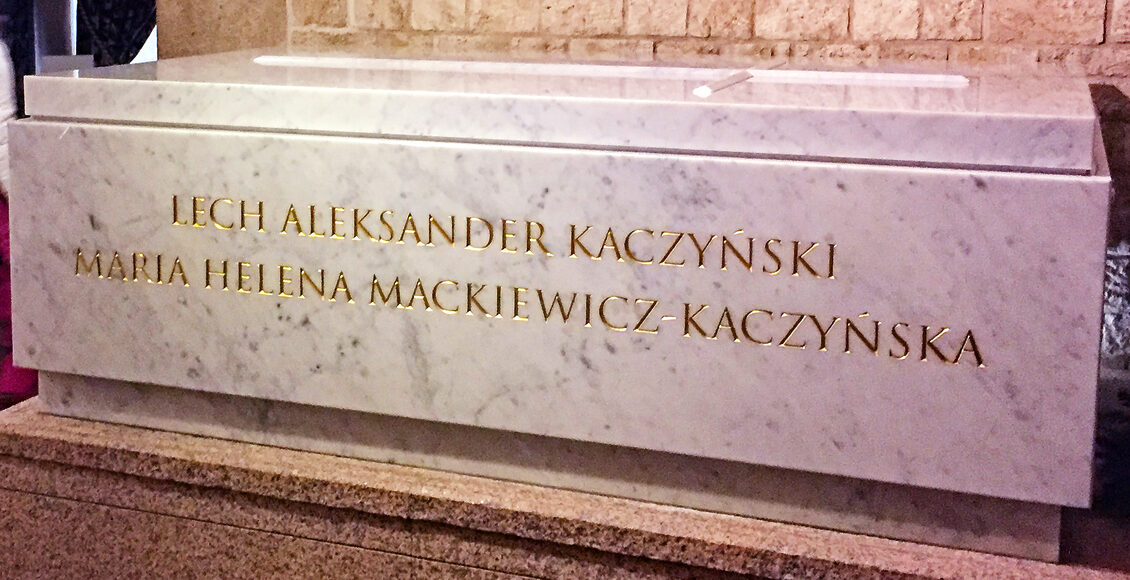 LECH ALEKSANDER KACZYŃSKI
MARIA HELENA MACKIEWICZ-KACZYŃSKA